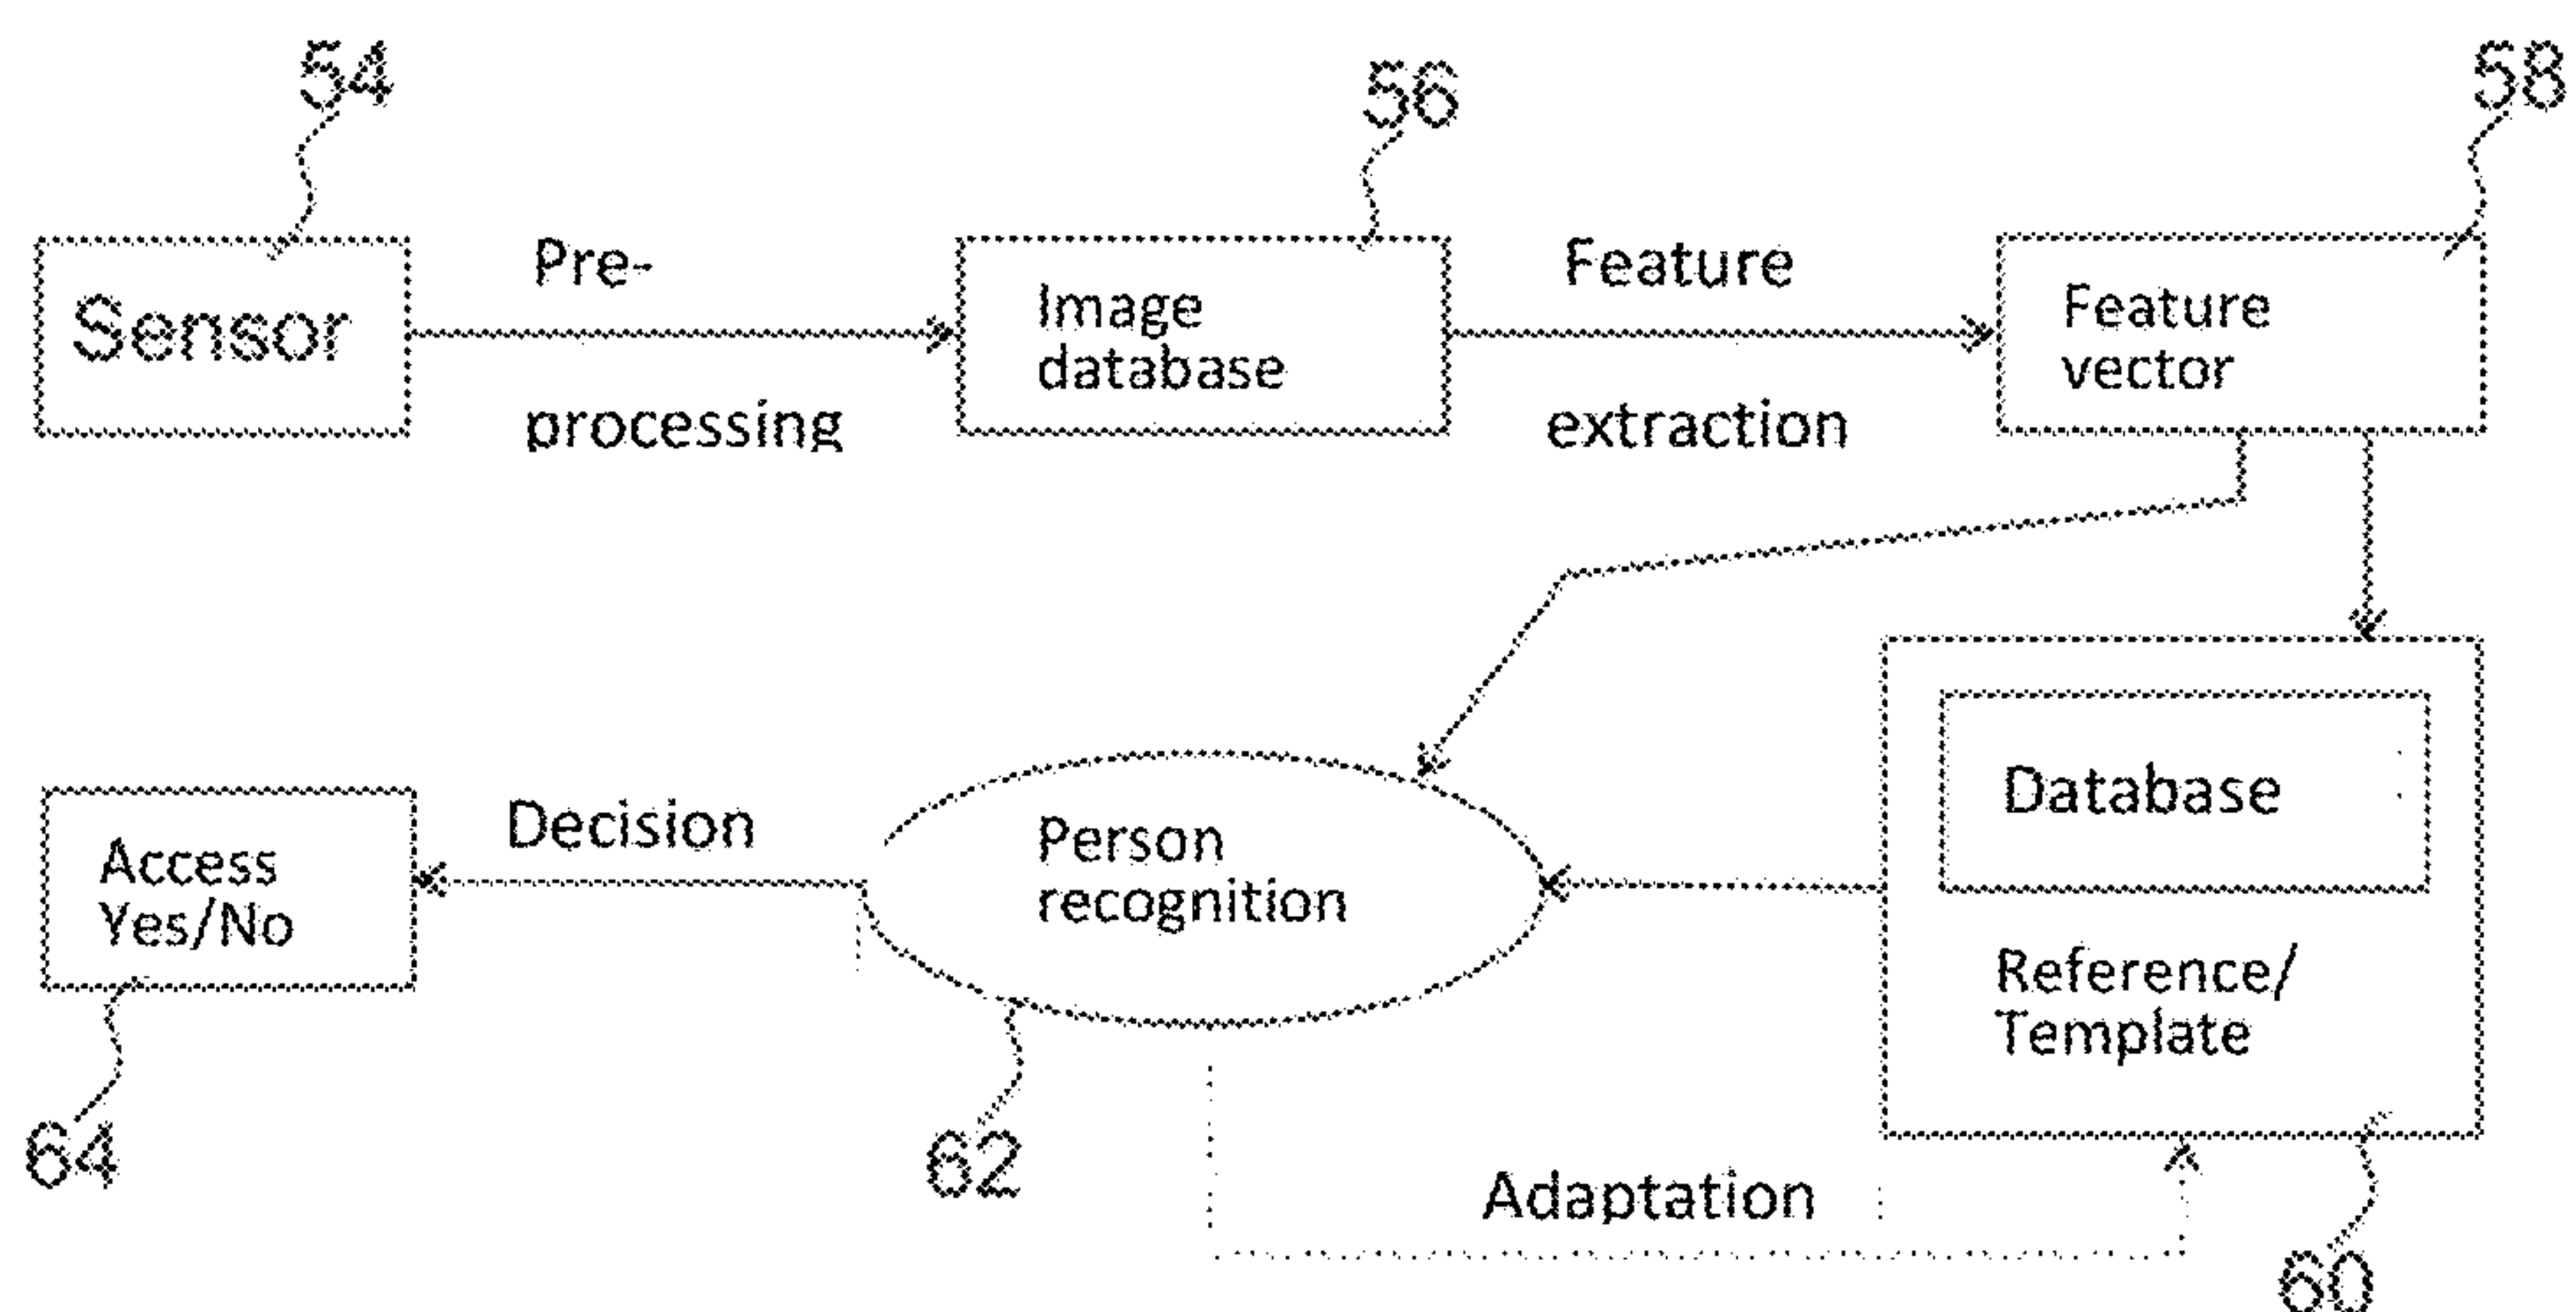 54
56
58
Sensor
Pre-
processing
Image
database
Feature
extraction
Feature
vector
Access
Yes/No
Decision
Person
recognition
Database
Reference/
Template
64
62
Adaptation
60